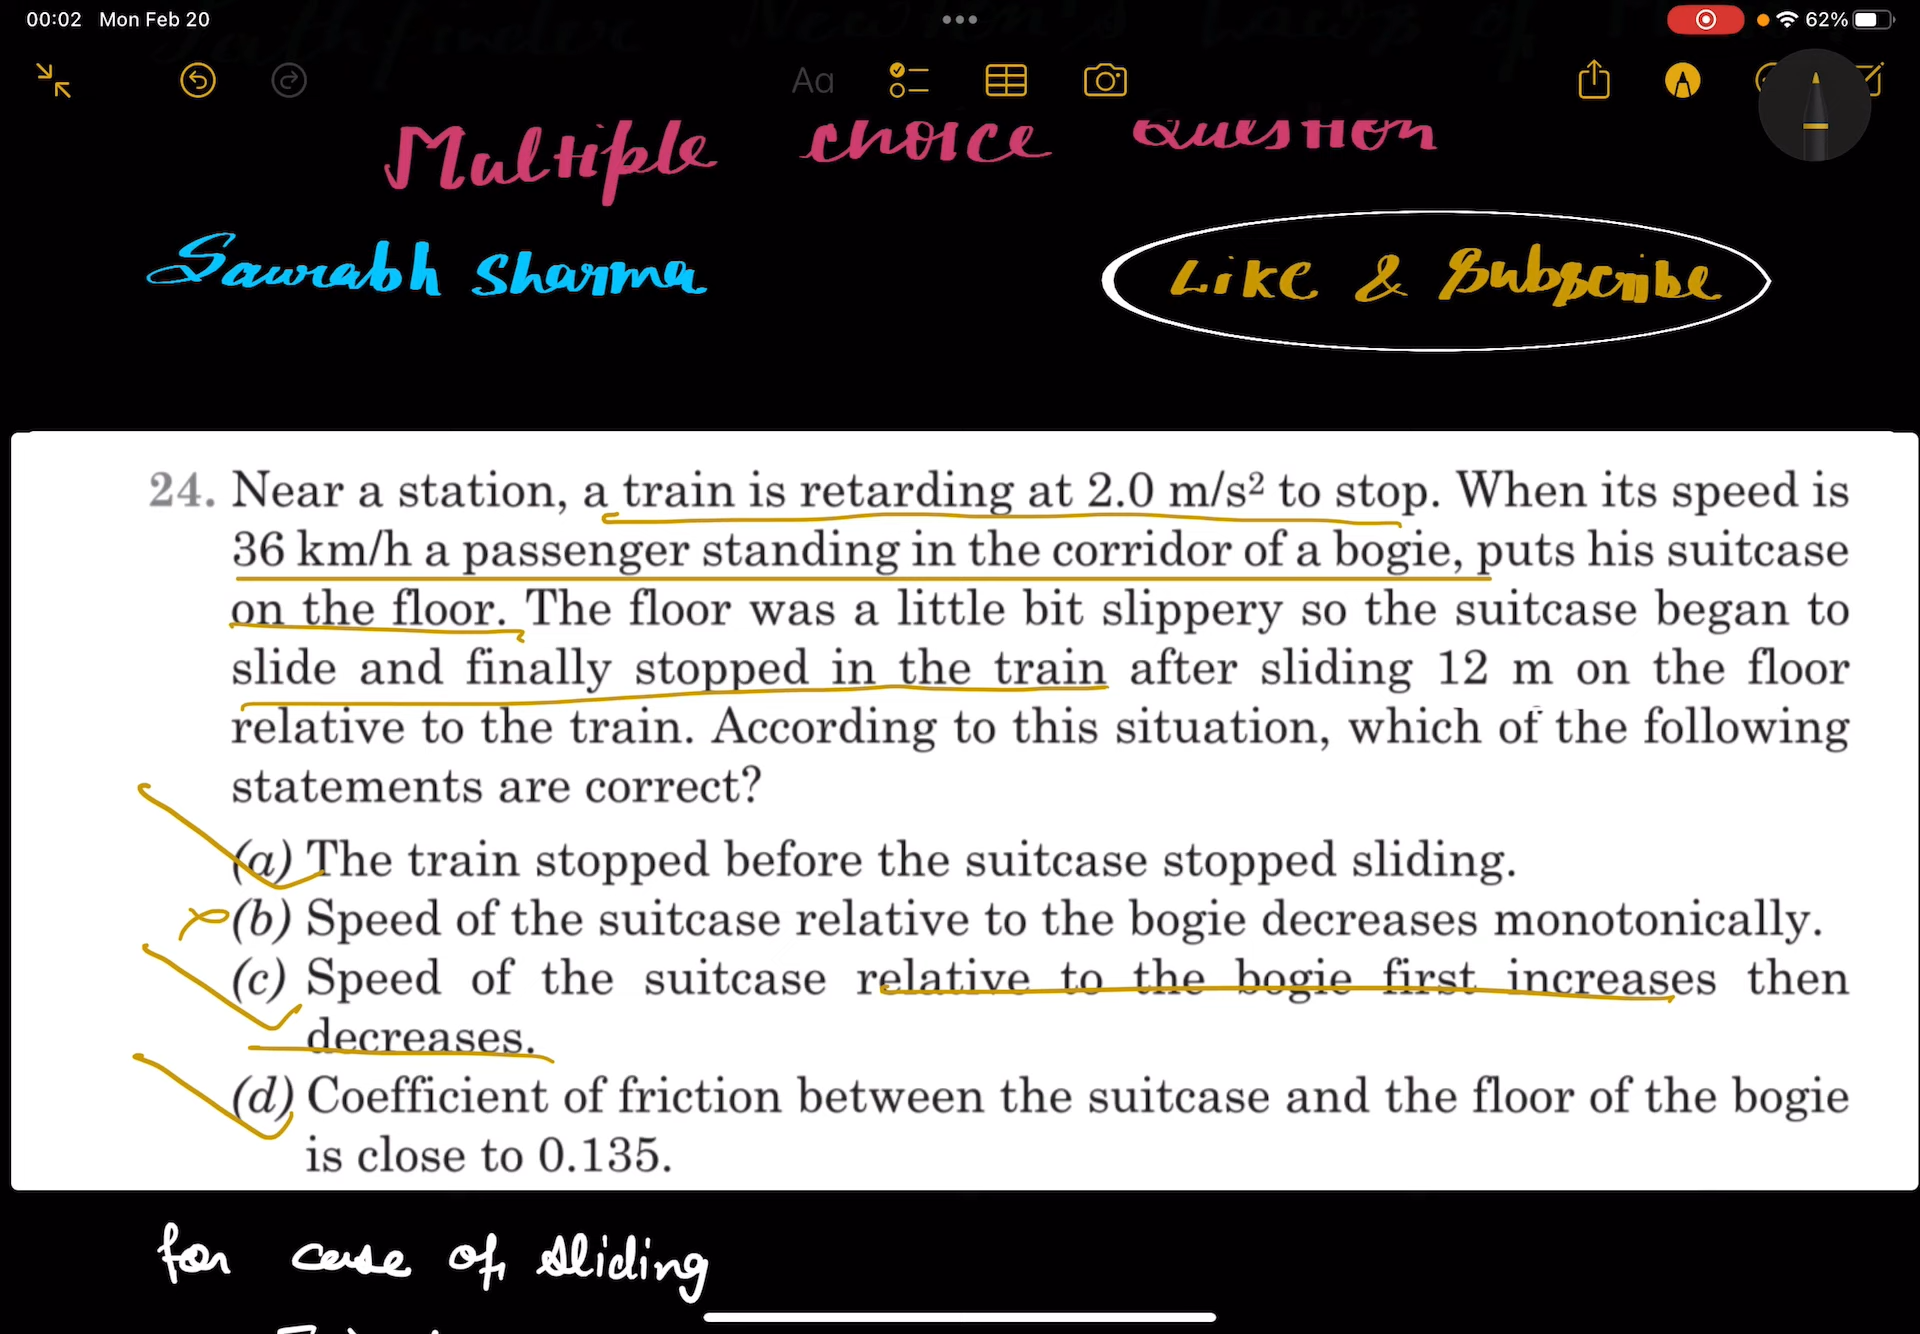 00:02 Mon Feb 20
62%
Aa
Multiple choice Question
Saurabh Sharma
Like & Subscribe
24. Near a station, a train is retarding at 2.0 m/s² to stop. When its speed is
36 km/h a passenger standing in the corridor of a bogie, puts his suitcase
on the floor. The floor was a little bit slippery so the suitcase began to
slide and finally stopped in the train after sliding 12 m on the floor
relative to the train. According to this situation, which of the following
statements are correct?
(a) The train stopped before the suitcase stopped sliding.
(b) Speed of the suitcase relative to the bogie decreases monotonically.
(c) Speed of the suitcase relative to the bogie first increases then
decreases.
(d) Coefficient of friction between the suitcase and the floor of the bogie
is close to 0.135.
for case of sliding